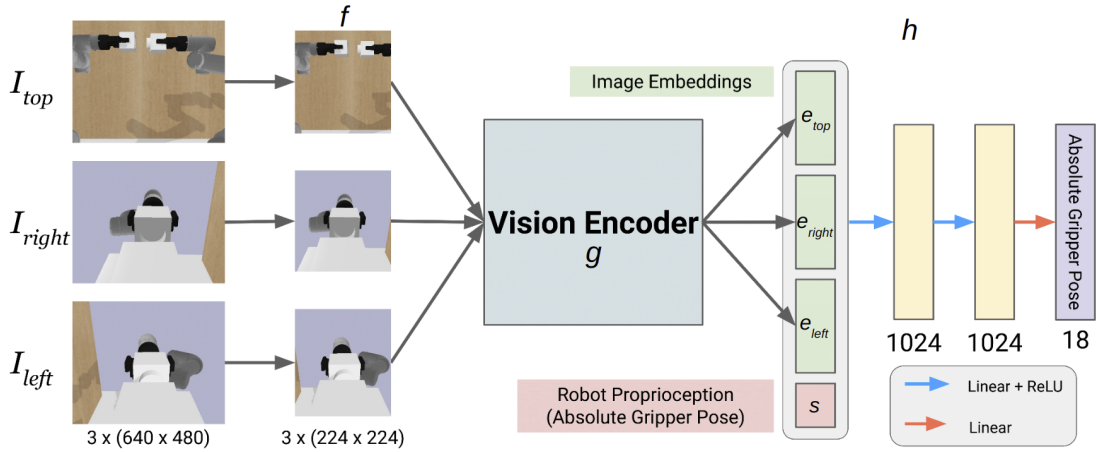 f
h
I_top
I_right
I_left
3 x (640 x 480)
3 x (224 x 224)
Vision Encoder
g
Image Embeddings
e_top
e_right
e_left
s
Robot Proprioception
(Absolute Gripper Pose)
1024
1024
Absolute Gripper Pose
18
Linear + ReLU
Linear